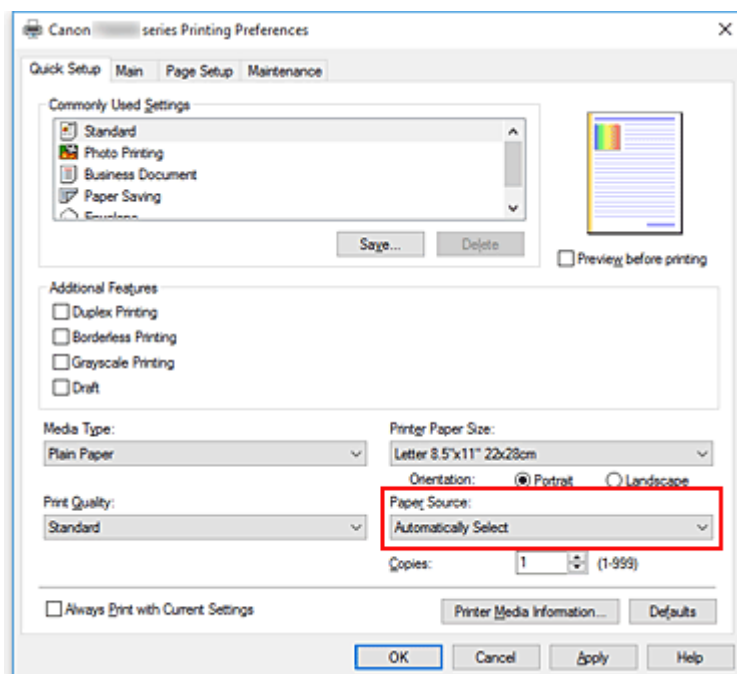 Canon series Printing Preferences
Quick Setup Main Page Setup Maintenance
Commonly Used Settings
Standard
Photo Printing
Business Document
Paper Saving
Envelope
Save... Delete
Preview before printing
Additional Features
Duplex Printing
Borderless Printing
Grayscale Printing
Draft
Media Type: Printer Paper Size:
Plain Paper Letter 8.5"x11" 22x28cm
Orientation: Portrait Landscape
Print Quality: Paper Source:
Standard Automatically Select
Copies: 1 (1-999)
Always Print with Current Settings Printer Media Information... Defaults
OK Cancel Apply Help